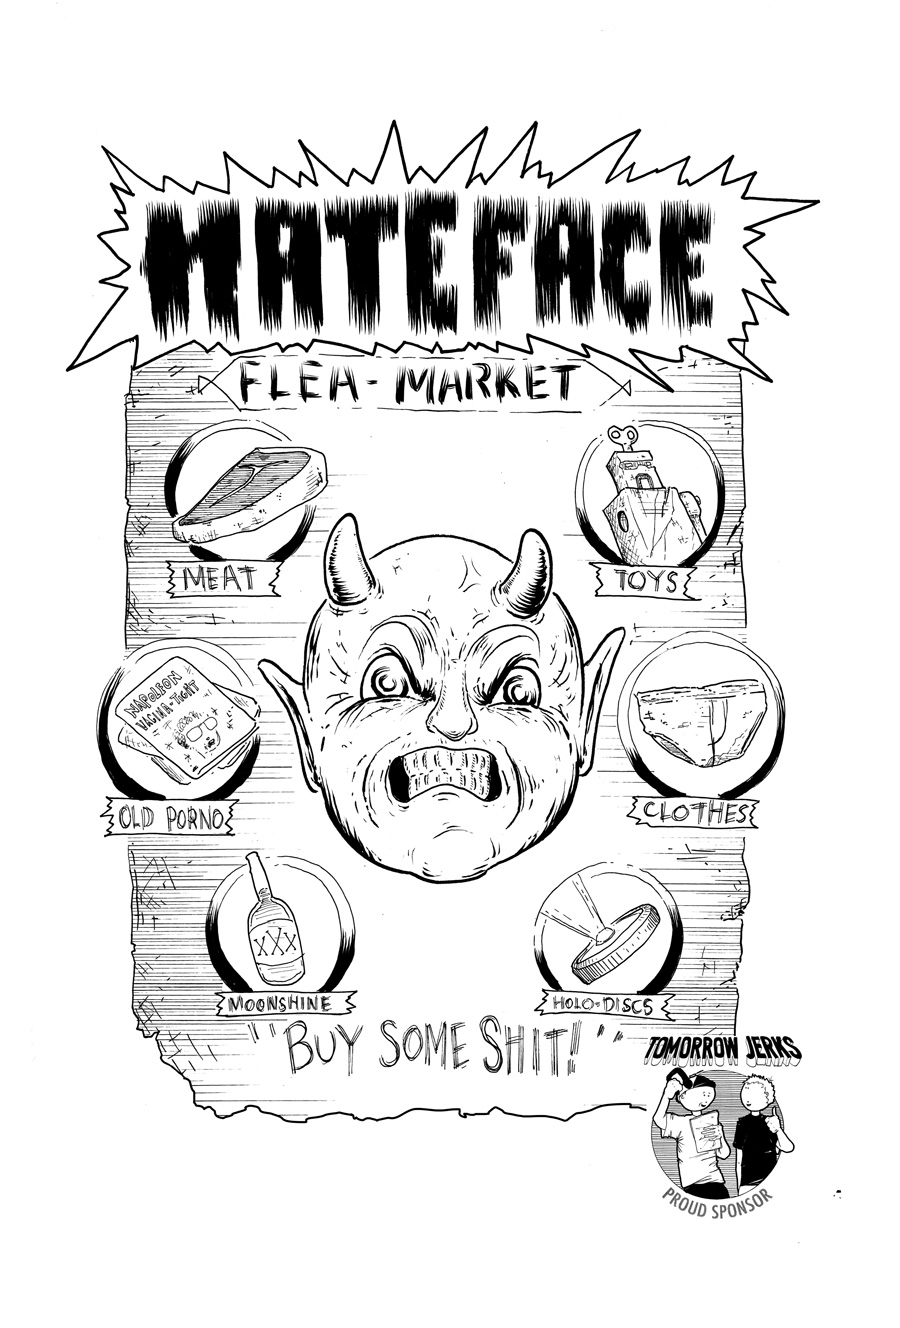 HATEFACE
FLEA-MARKET
MEAT
TOYS
NAPOLEON
VAGINA-TIGHT
OLD PORNO
CLOTHES
XXX
MOONSHINE
HOLO-DISCS
"BUY SOME SHIT!"
TOMORROW JERKS
PROUD SPONSOR